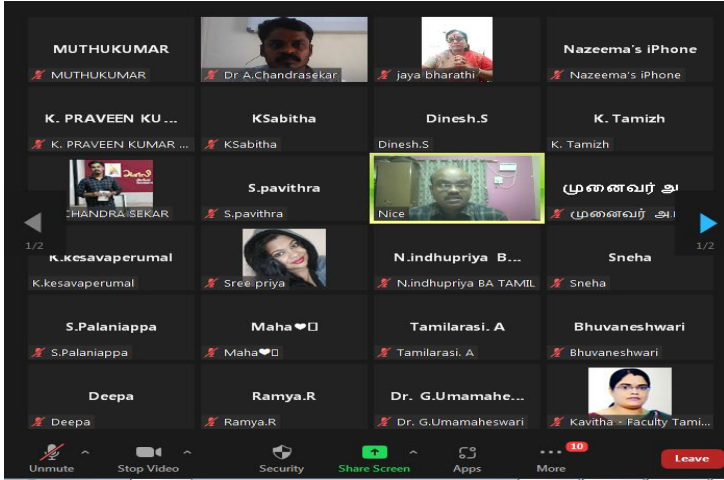 MUTHUKUMAR
MUTHUKUMAR
Dr A.Chandrasekar
jaya bharathi
Nazeema's iPhone
Nazeema's iPhone
K. PRAVEEN KU...
K. PRAVEEN KUMAR ...
KSabitha
KSabitha
Dinesh.S
Dinesh.S
K. Tamizh
K. Tamizh
CHANDRA SEKAR
S.pavithra
S.pavithra
Nice
முனைவர் அ
முனைவர் அ.
1/2
1/2
K.kesavaperumal
K.kesavaperumal
Sree priya
N.indhupriya B...
N.indhupriya BA TAMIL
Sneha
Sneha
S.Palaniappa
S.Palaniappa
Maha❤
Maha❤
Tamilarasi. A
Tamilarasi. A
Bhuvaneshwari
Bhuvaneshwari
Deepa
Deepa
Ramya.R
Ramya.R
Dr. G.Umamahe...
Dr. G.Umamaheswari
Kavitha - Faculty Tami...
Unmute
Stop Video
Security
Share Screen
Apps
More
10
Leave